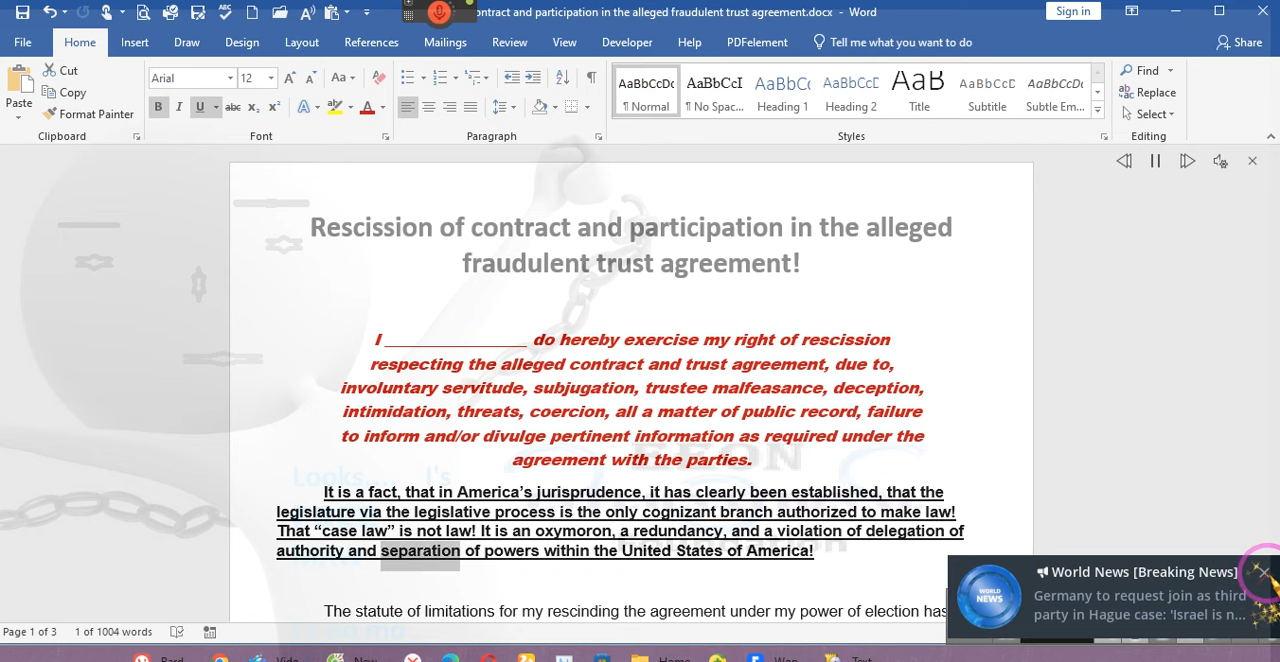 contract and participation in the alleged fraudulent trust agreement.docx - Word
Sign in
File Home Insert Draw Design Layout References Mailings Review View Developer Help PDFelement Tell me what you want to do Share
Paste
Cut
Copy
Format Painter
Arial 12
AaBbCcDc AaBbCcI AaBbCc AaBbCcD AaB AaBbCcD AaBbCcDc
¶ Normal ¶ No Spac... Heading 1 Heading 2 Title Subtitle Subtle Em...
Find
Replace
Select
Clipboard Font Paragraph Styles Editing
Rescission of contract and participation in the alleged
fraudulent trust agreement!
I _______________ do hereby exercise my right of rescission
respecting the alleged contract and trust agreement, due to,
involuntary servitude, subjugation, trustee malfeasance, deception,
intimidation, threats, coercion, all a matter of public record, failure
to inform and/or divulge pertinent information as required under the
agreement with the parties.
It is a fact, that in America’s jurisprudence, it has clearly been established, that the
legislature via the legislative process is the only cognizant branch authorized to make law!
That “case law” is not law! It is an oxymoron, a redundancy, and a violation of delegation of
authority and separation of powers within the United States of America!
The statute of limitations for my rescinding the agreement under my power of election has
World News [Breaking News]
Germany to request join as third
party in Hague case: 'Israel is n...
WORLD
NEWS
Looks.... I's
Page 1 of 3 1 of 1004 words